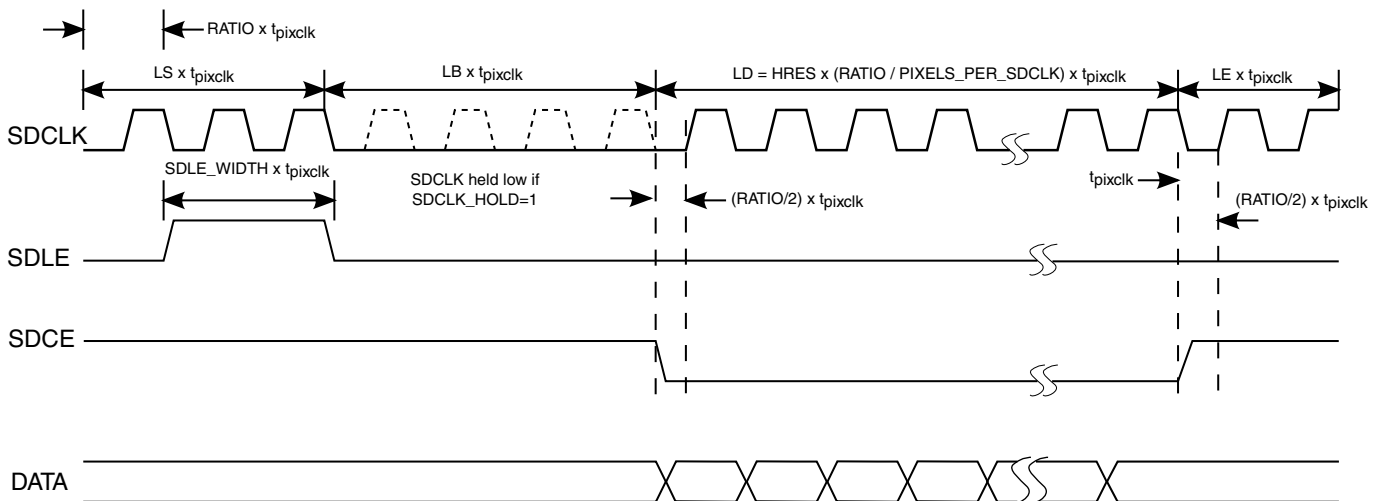 RATIO x tpixclk
LS x tpixclk
LB x tpixclk
LD = HRES x (RATIO / PIXELS_PER_SDCLK) x tpixclk
LE x tpixclk
SDCLK
SDLE_WIDTH x tpixclk
SDCLK held low if
SDCLK_HOLD=1
(RATIO/2) x tpixclk
tpixclk
(RATIO/2) x tpixclk
SDLE
SDCE
DATA